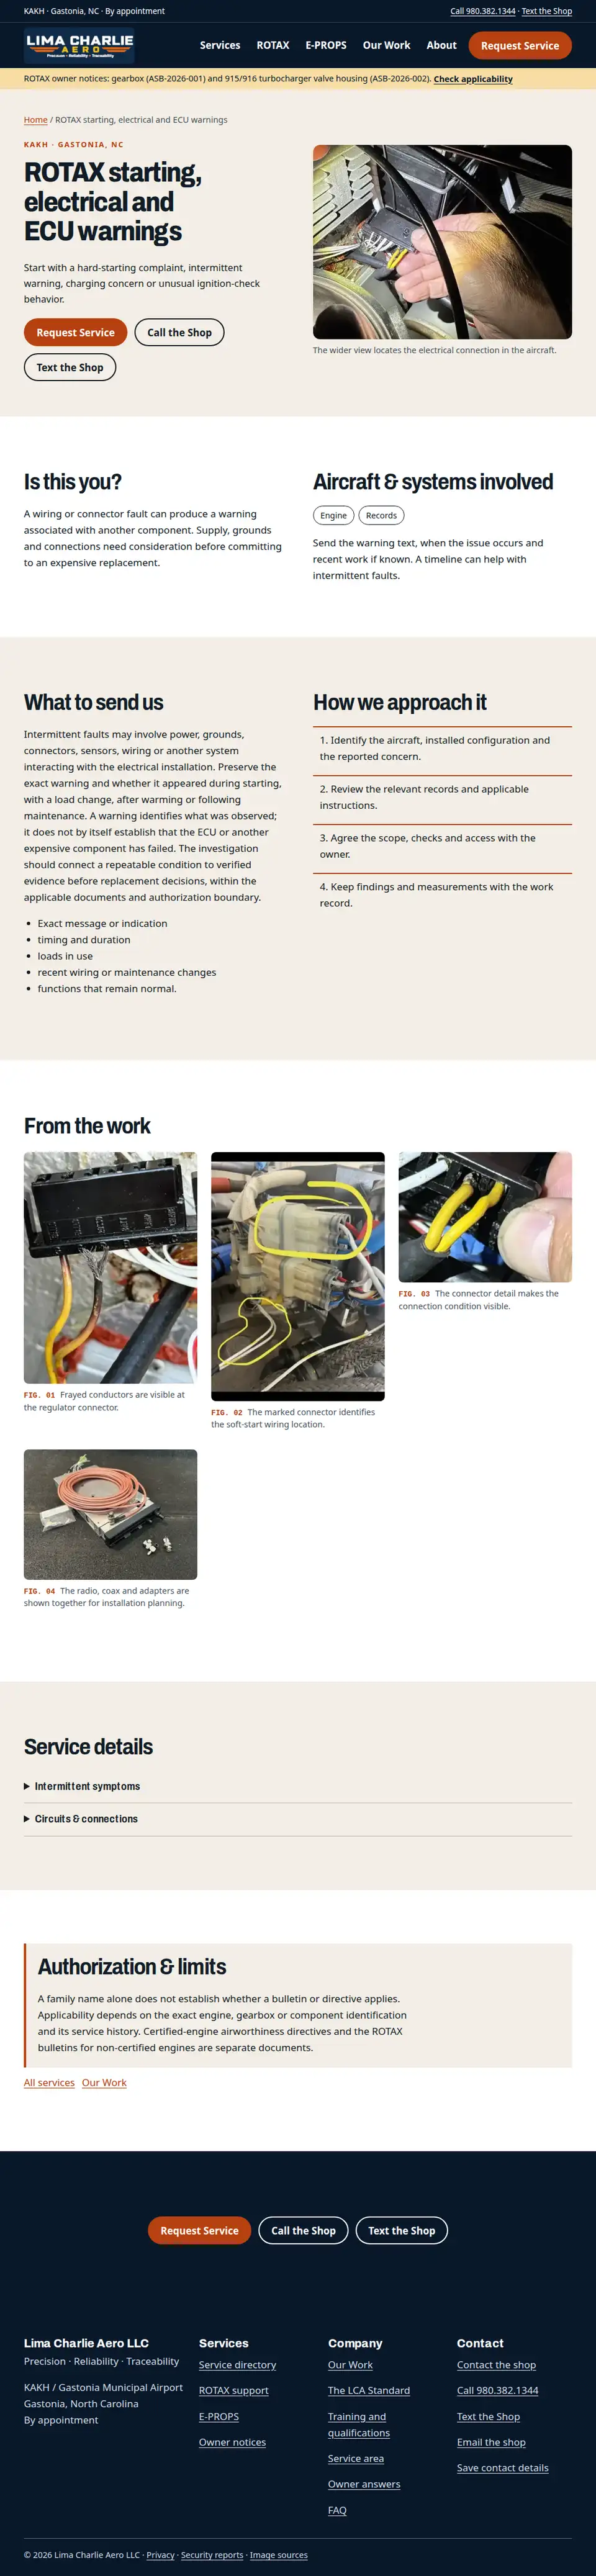 KAKH · Gastonia, NC · By appointment
Call 980.382.1344 · Text the Shop
LIMA CHARLIE
AERO
Precision · Reliability · Traceability
Services ROTAX E-PROPS Our Work About Request Service
ROTAX owner notices: gearbox (ASB-2026-001) and 915/916 turbocharger valve housing (ASB-2026-002). Check applicability
Home / ROTAX starting, electrical and ECU warnings
KAKH · GASTONIA, NC
ROTAX starting,
electrical and
ECU warnings
Start with a hard-starting complaint, intermittent
warning, charging concern or unusual ignition-check
behavior.
Request Service Call the Shop
Text the Shop
The wider view locates the electrical connection in the aircraft.
Is this you?
A wiring or connector fault can produce a warning
associated with another component. Supply, grounds
and connections need consideration before committing
to an expensive replacement.
Aircraft & systems involved
Engine Records
Send the warning text, when the issue occurs and
recent work if known. A timeline can help with
intermittent faults.
What to send us
Intermittent faults may involve power, grounds,
connectors, sensors, wiring or another system
interacting with the electrical installation. Preserve the
exact warning and whether it appeared during starting,
with a load change, after warming or following
maintenance. A warning identifies what was observed;
it does not by itself establish that the ECU or another
expensive component has failed. The investigation
should connect a repeatable condition to verified
evidence before replacement decisions, within the
applicable documents and authorization boundary.
• Exact message or indication
• timing and duration
• loads in use
• recent wiring or maintenance changes
• functions that remain normal.
How we approach it
1. Identify the aircraft, installed configuration and
the reported concern.
2. Review the relevant records and applicable
instructions.
3. Agree the scope, checks and access with the
owner.
4. Keep findings and measurements with the work
record.
From the work
FIG. 01 Frayed conductors are visible at
the regulator connector.
FIG. 02 The marked connector identifies
the soft-start wiring location.
FIG. 03 The connector detail makes the
connection condition visible.
FIG. 04 The radio, coax and adapters are
shown together for installation planning.
Service details
Intermittent symptoms
Circuits & connections
Authorization & limits
A family name alone does not establish whether a bulletin or directive applies.
Applicability depends on the exact engine, gearbox or component identification
and its service history. Certified-engine airworthiness directives and the ROTAX
bulletins for non-certified engines are separate documents.
All services Our Work
Request Service Call the Shop Text the Shop
Lima Charlie Aero LLC
Precision · Reliability · Traceability
KAKH / Gastonia Municipal Airport
Gastonia, North Carolina
By appointment
Services
Service directory
ROTAX support
E-PROPS
Owner notices
Company
Our Work
The LCA Standard
Training and
qualifications
Service area
Owner answers
FAQ
Contact
Contact the shop
Call 980.382.1344
Text the Shop
Email the shop
Save contact details
© 2026 Lima Charlie Aero LLC · Privacy · Security reports · Image sources